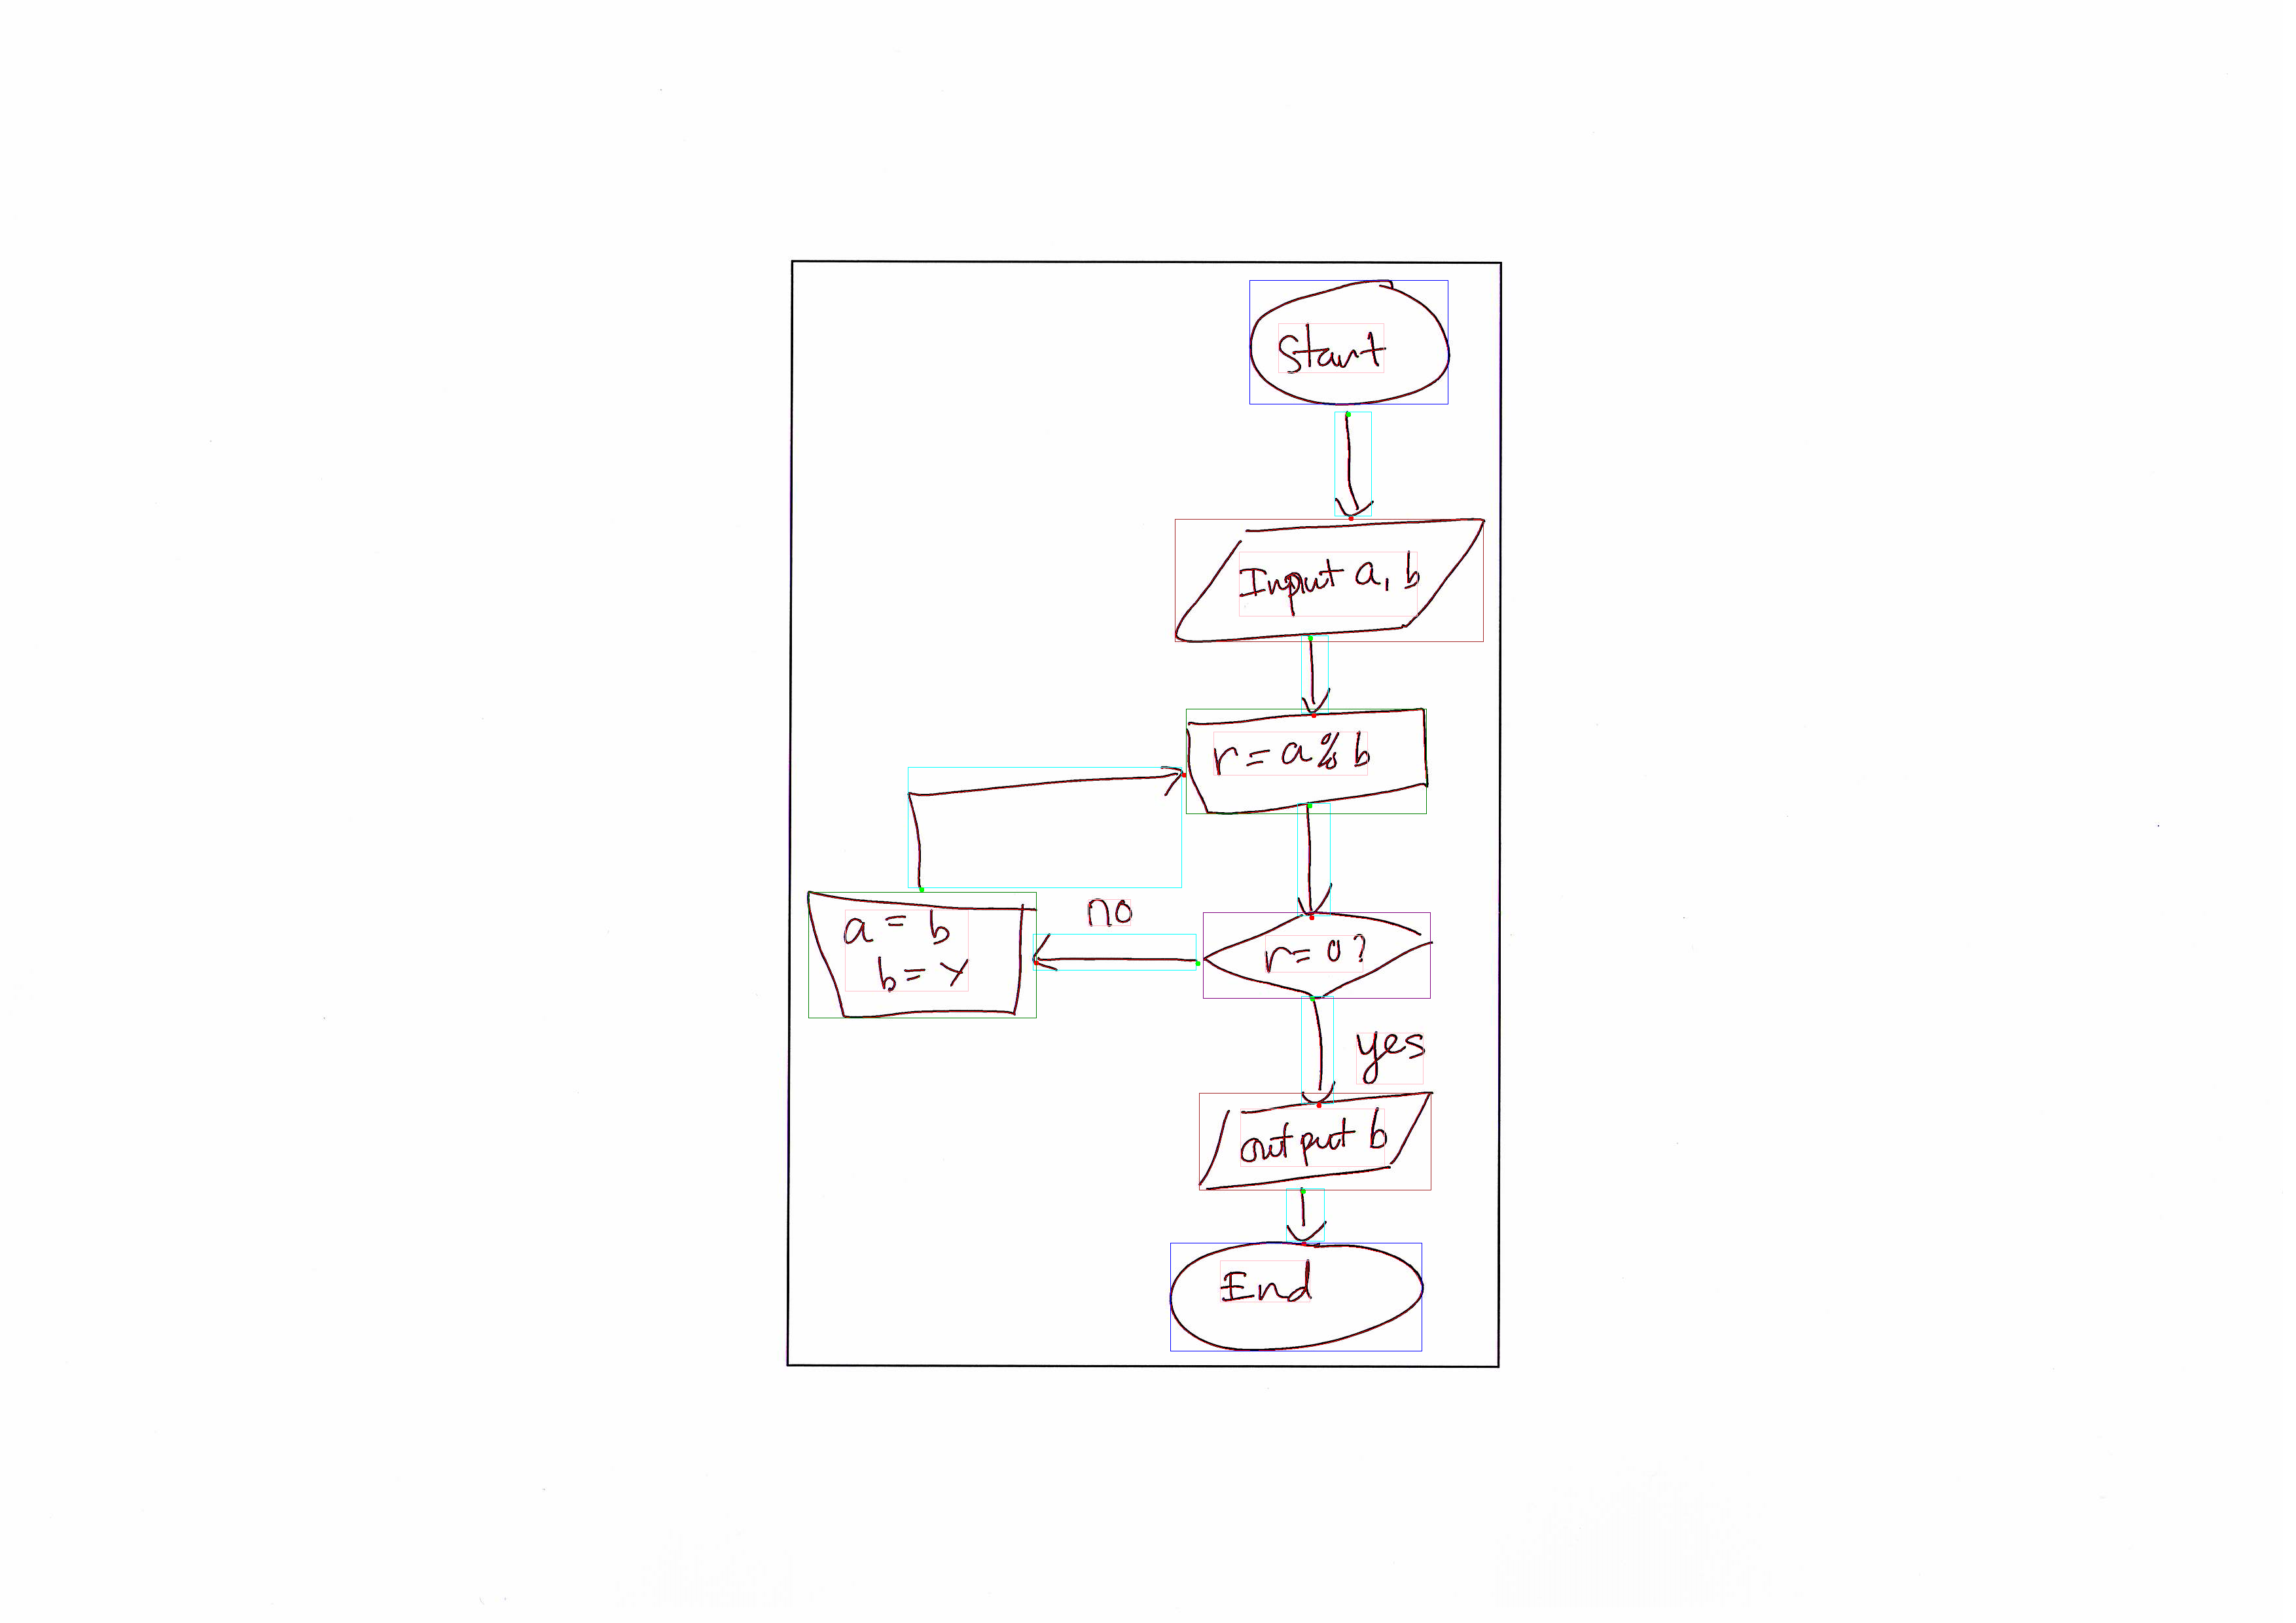 Start
Input a, b
r = a % b
no
a = b
b = r
r = 0 ?
yes
output b
End